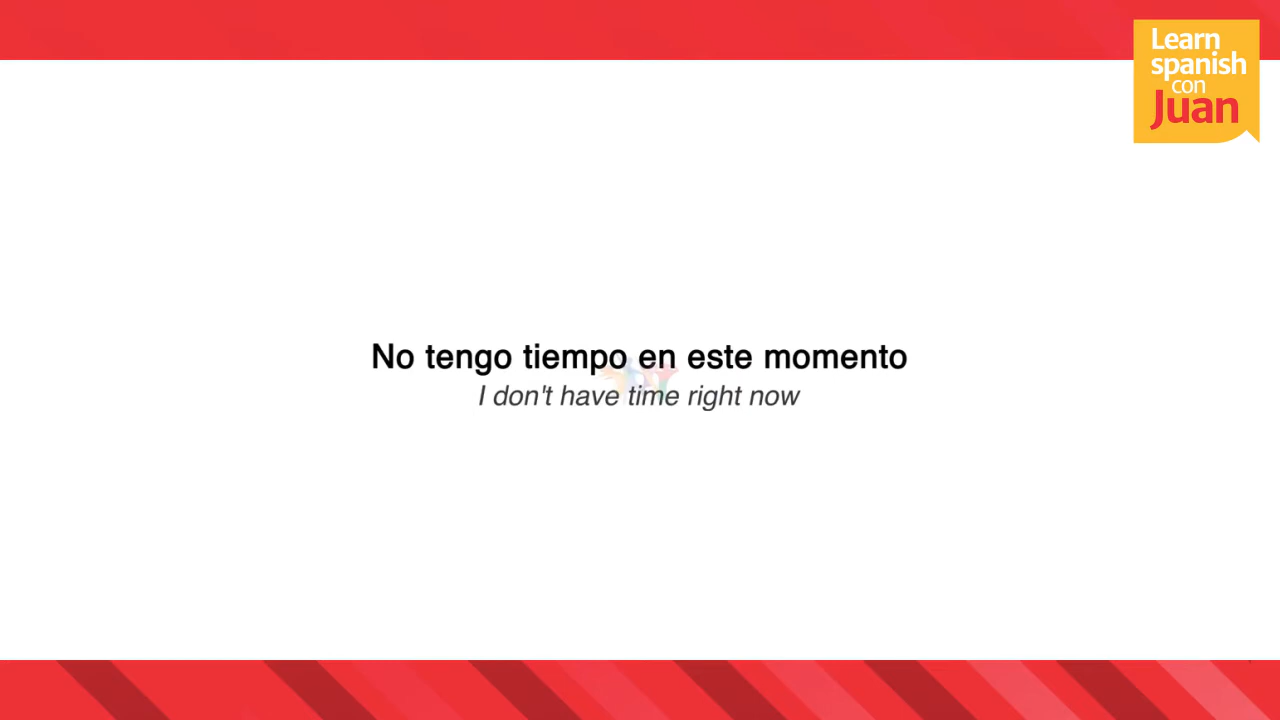 Learn
spanish
con
Juan
No tengo tiempo en este momento
I don't have time right now